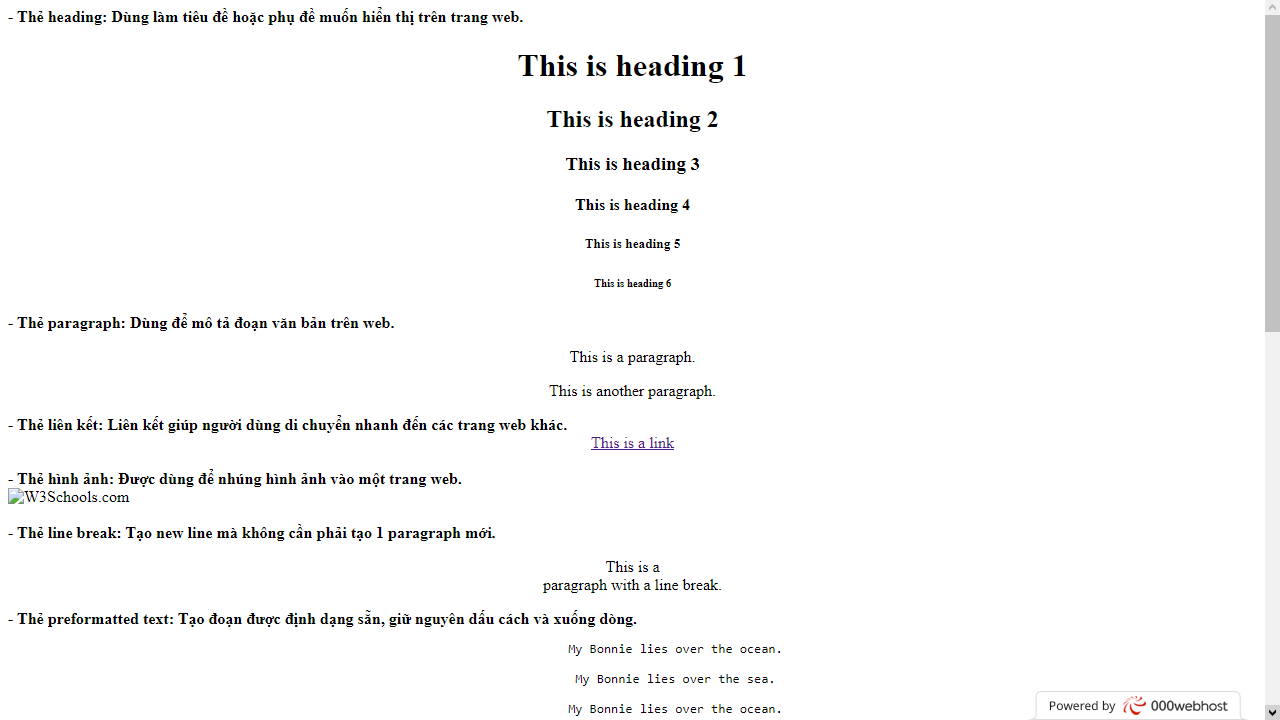 - Thẻ heading: Dùng làm tiêu đề hoặc phụ đề muốn hiển thị trên trang web.
This is heading 1
This is heading 2
This is heading 3
This is heading 4
This is heading 5
This is heading 6
- Thẻ paragraph: Dùng để mô tả đoạn văn bản trên web.
This is a paragraph.
This is another paragraph.
- Thẻ liên kết: Liên kết giúp người dùng di chuyển nhanh đến các trang web khác.
This is a link
- Thẻ hình ảnh: Được dùng để nhúng hình ảnh vào một trang web.
W3Schools.com
- Thẻ line break: Tạo new line mà không cần phải tạo 1 paragraph mới.
This is a
paragraph with a line break.
- Thẻ preformatted text: Tạo đoạn được định dạng sẵn, giữ nguyên dấu cách và xuống dòng.
My Bonnie lies over the ocean.
My Bonnie lies over the sea.
My Bonnie lies over the ocean.
Powered by 000webhost